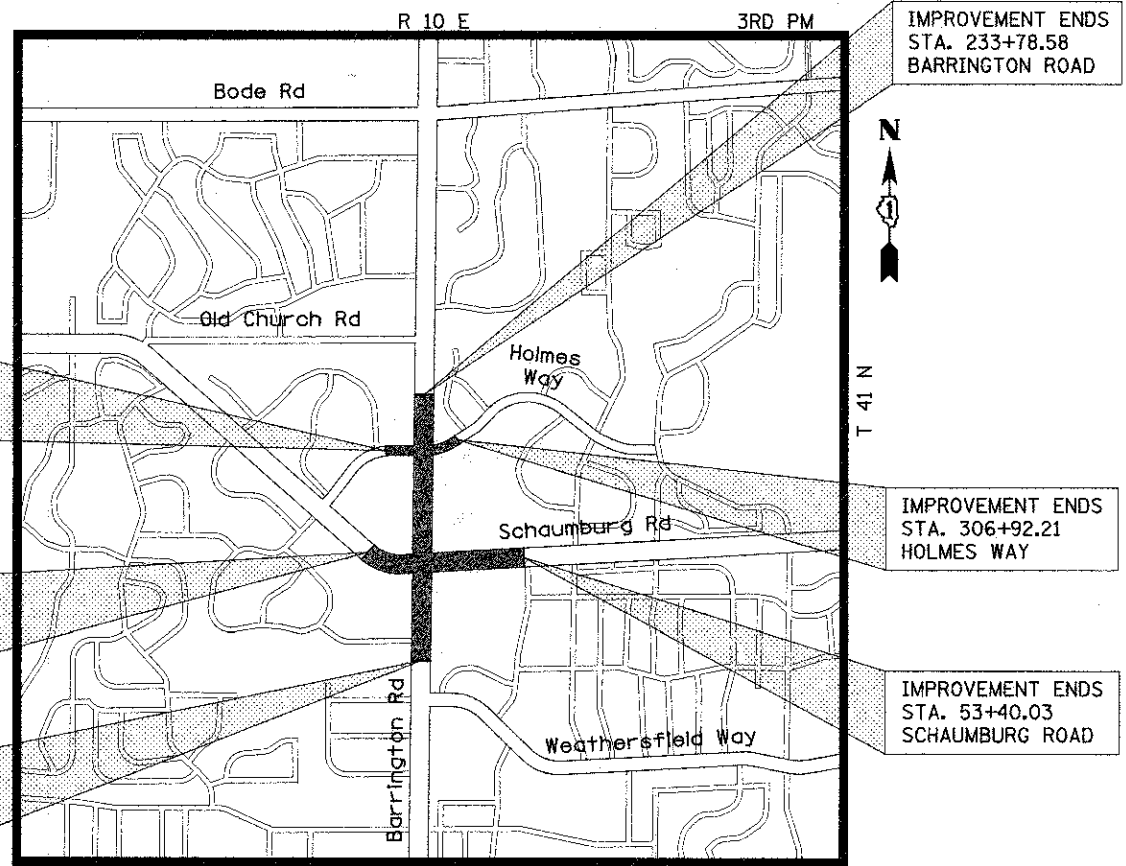 R 10 E
3RD PM
IMPROVEMENT ENDS
STA. 233+78.58
BARRINGTON ROAD
Bode Rd
N
1
Old Church Rd
Holmes
Way
T 41 N
IMPROVEMENT ENDS
STA. 306+92.21
HOLMES WAY
Schaumburg Rd
IMPROVEMENT ENDS
STA. 53+40.03
SCHAUMBURG ROAD
Barrington Rd
Weathersfield Way